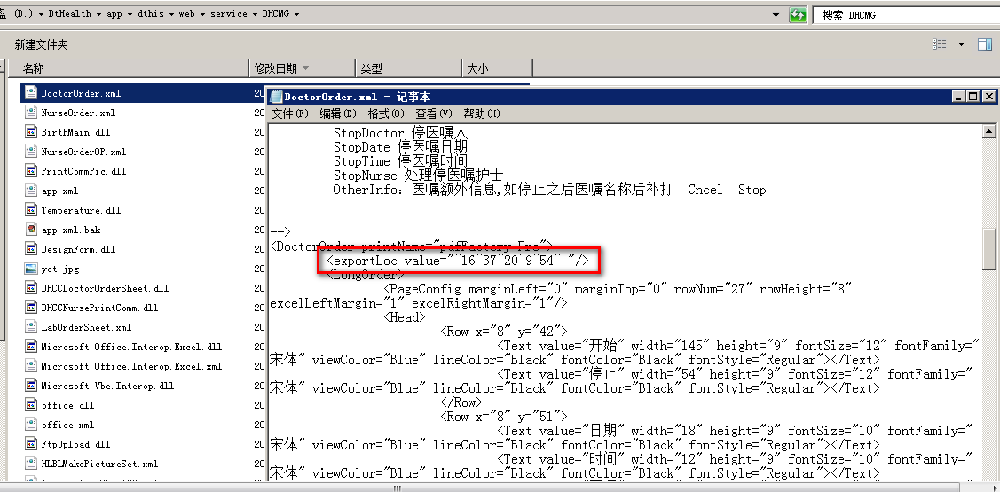 盘 (D:) ▾ DtHealth ▾ app ▾ dthis ▾ web ▾ service ▾ DHCMG ▾
搜索 DHCMG
新建文件夹
名称
修改日期
类型
大小
DoctorOrder.xml
20
NurseOrder.xml
20
BirthMain.dll
20
NurseOrderOP.xml
20
PrintCommPic.dll
20
app.xml
20
Temperature.dll
20
app.xml.bak
20
DesignForm.dll
20
yct.jpg
20
DHCCDoctorOrderSheet.dll
20
DHCCNursePrintComm.dll
20
LabOrderSheet.xml
20
Microsoft.Office.Interop.Excel.dll
20
Microsoft.Office.Interop.Excel.xml
20
Microsoft.Vbe.Interop.dll
20
office.dll
20
office.xml
20
FtpUpload.dll
20
HLBLMakePictureSet.xml
20
DoctorOrder.xml - 记事本
文件(F) 编辑(E) 格式(O) 查看(V) 帮助(H)
StopDoctor 停医嘱人
StopDate 停医嘱日期
StopTime 停医嘱时间
StopNurse 处理停医嘱护士
OtherInfo: 医嘱额外信息,如停止之后医嘱名称后补打 Cncel Stop
-->
<DoctorOrder printName="pdfFactory Pro">
<exportLoc value="^16^37^20^9^54^ "/>
<LongOrder>
<PageConfig marginLeft="0" marginTop="0" rowNum="27" rowHeight="8"
excelLeftMargin="1" excelRightMargin="1"/>
<Head>
<Row x="8" y="42">
<Text value="开始" width="145" height="9" fontSize="12" fontFamily="
宋体" viewColor="Blue" lineColor="Black" fontColor="Black" fontStyle="Regular"></Text>
<Text value="停止" width="54" height="9" fontSize="12" fontFamily="
宋体" viewColor="Blue" lineColor="Black" fontColor="Black" fontStyle="Regular"></Text>
</Row>
<Row x="8" y="51">
<Text value="日期" width="18" height="9" fontSize="10" fontFamily="
宋体" viewColor="Blue" lineColor="Black" fontColor="Black" fontStyle="Regular"></Text>
<Text value="时间" width="12" height="9" fontSize="10" fontFamily="
宋体" viewColor="Blue" lineColor="Black" fontColor="Black" fontStyle="Regular"></Text>